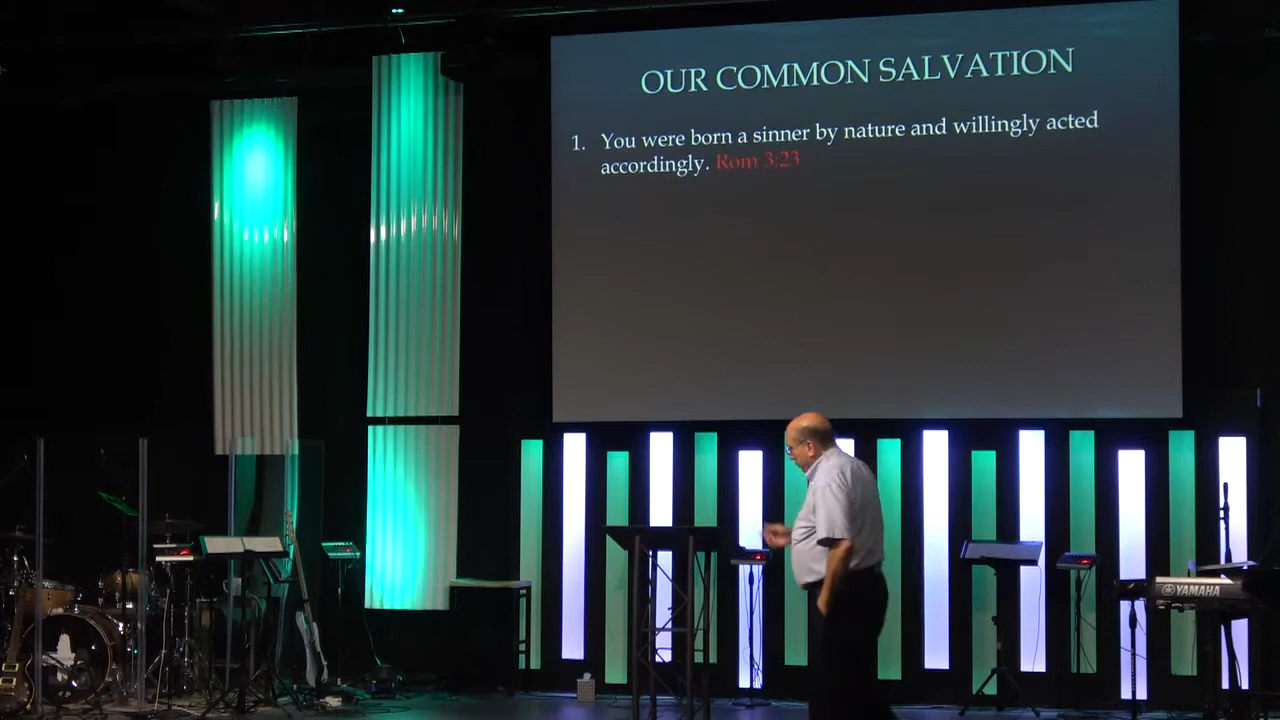 OUR COMMON SALVATION
1. You were born a sinner by nature and willingly acted
accordingly. Rom 3:23
YAMAHA